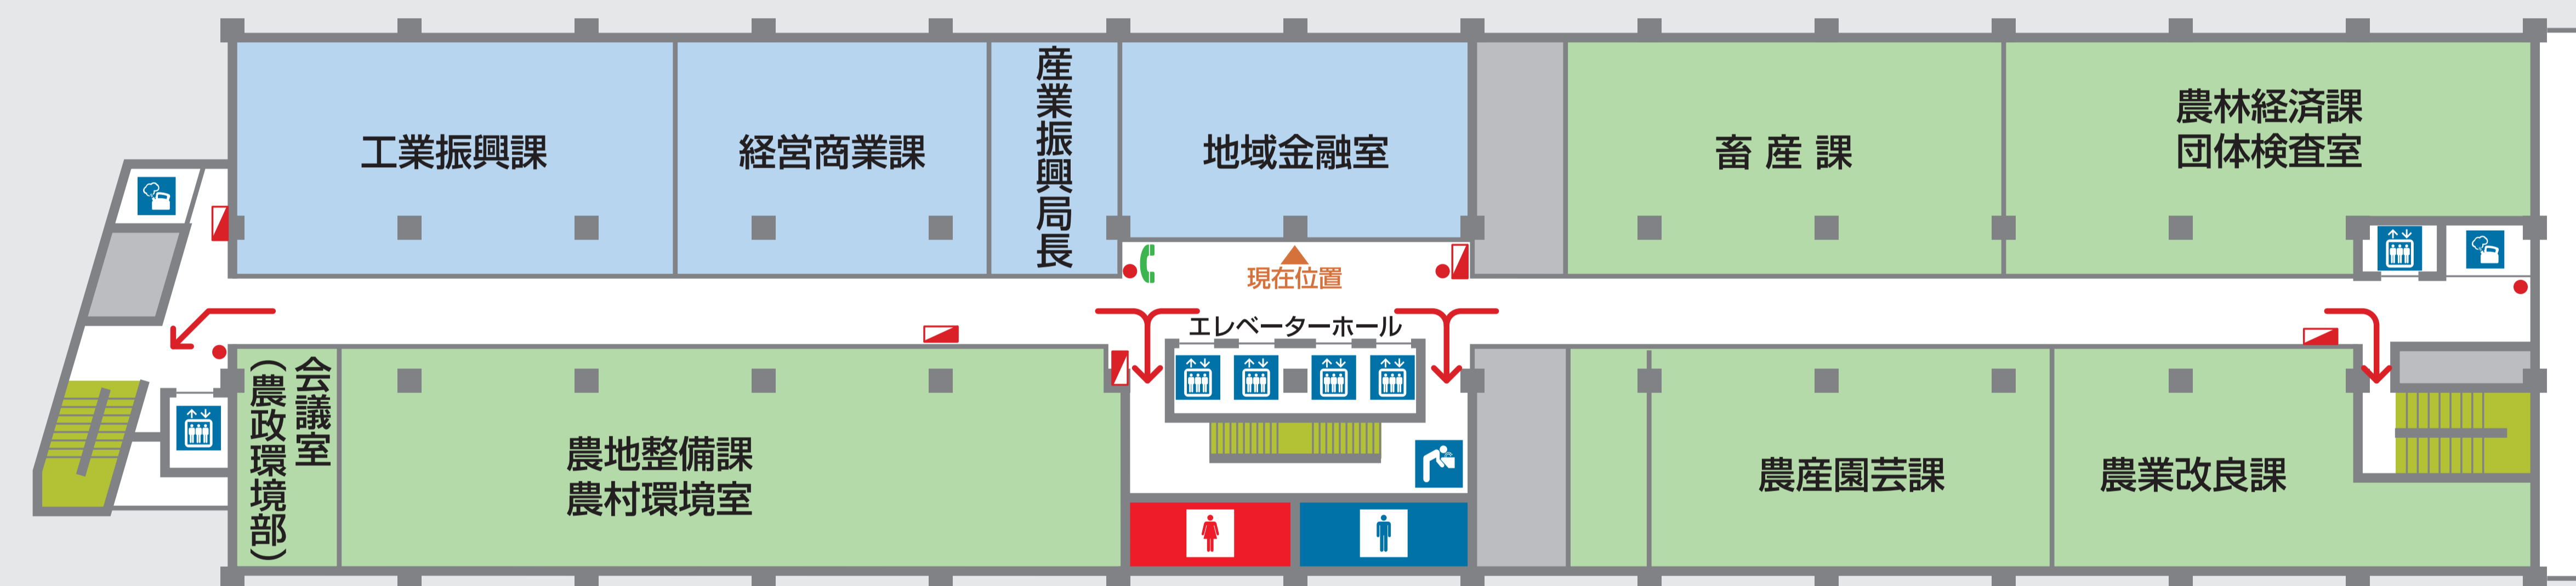 工業振興課
経営商業課
産業振興局長
地域金融室
畜産課
農林経済課
団体検査室
現在位置
エレベーターホール
会議室
(農政環境部)
農地整備課
農村環境室
農産園芸課
農業改良課